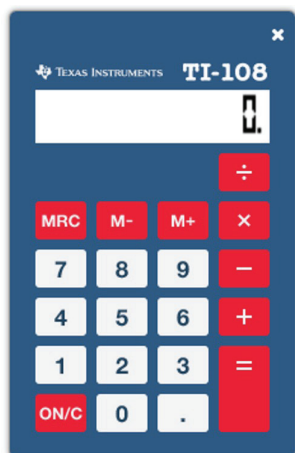 ×
TEXAS INSTRUMENTS TI-108
0.
÷
MRC M- M+ ×
7 8 9 −
4 5 6 +
1 2 3 =
ON/C 0 .